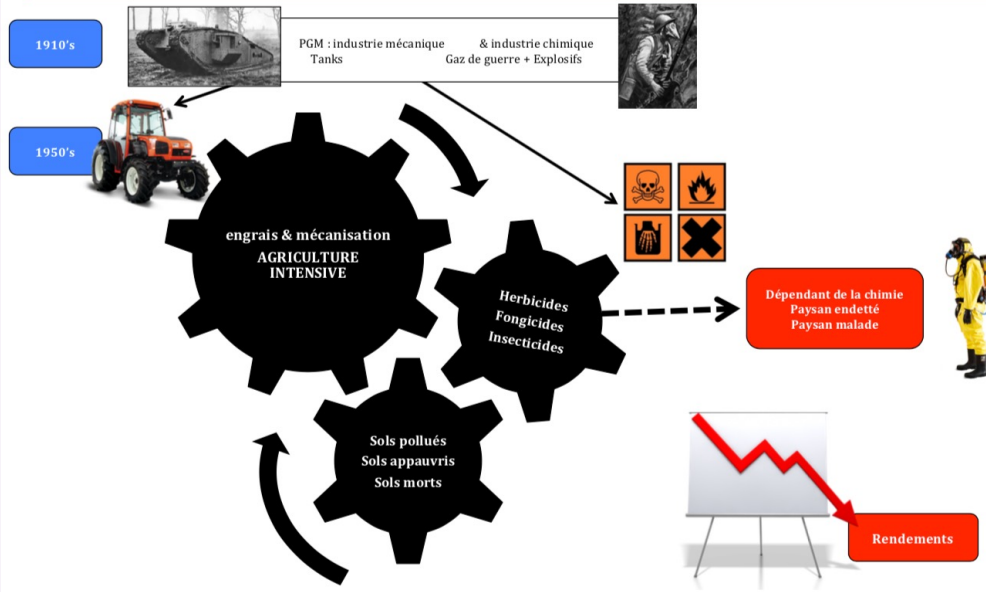 1910's
PGM : industrie mécanique & industrie chimique
Tanks Gaz de guerre + Explosifs
1950's
engrais & mécanisation
AGRICULTURE
INTENSIVE
Herbicides
Fongicides
Insecticides
Dépendant de la chimie
Paysan endetté
Paysan malade
Sols pollués
Sols appauvris
Sols morts
Rendements